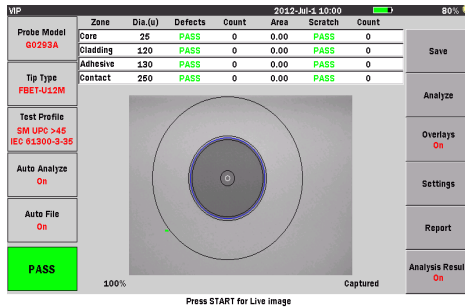 VIP 2012-Jul-1 10:00 80%
Probe Model
G0293A
Tip Type
FBET-U12M
Test Profile
SM UPC >45
IEC 61300-3-35
Auto Analyze
On
Auto File
On
PASS
Zone Dia.(u) Defects Count Area Scratch Count
Core 25 PASS 0 0.00 PASS 0
Cladding 120 PASS 0 0.00 PASS 0
Adhesive 130 PASS 0 0.00 PASS 0
Contact 250 PASS 0 0.00 PASS 0
100% Captured
Save
Analyze
Overlays
On
Settings
Report
Analysis Resul
On
Press START for Live image